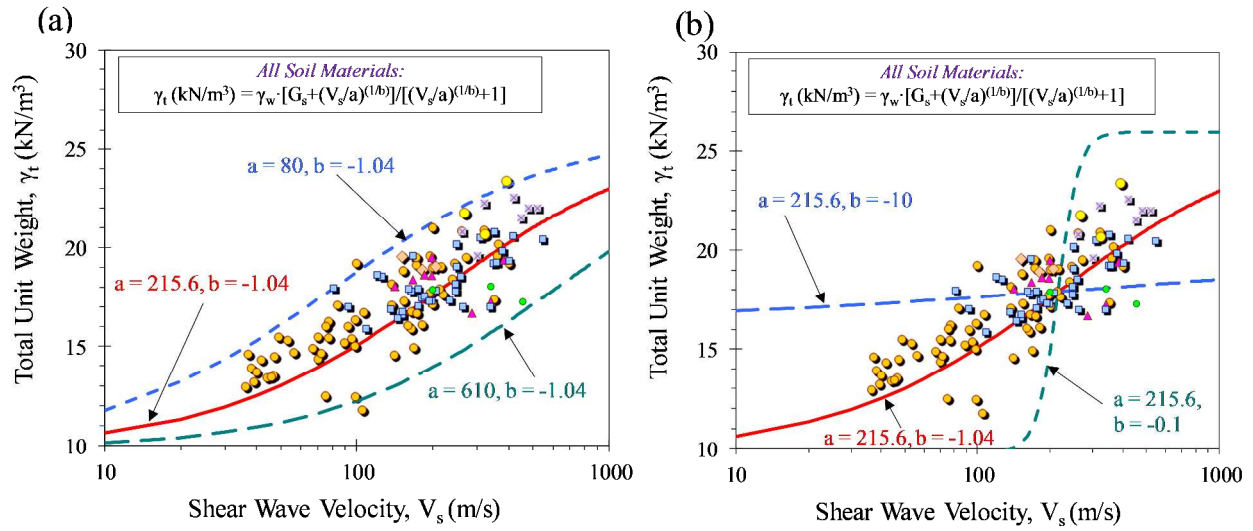 (a)
All Soil Materials:
γt (kN/m³) = γw·[Gs+(Vs/a)^(1/b)]/[(Vs/a)^(1/b)+1]
a = 80, b = -1.04
a = 215.6, b = -1.04
a = 610, b = -1.04
Total Unit Weight, γt (kN/m³)
30
25
20
15
10
10
100
1000
Shear Wave Velocity, Vs (m/s)
(b)
All Soil Materials:
γt (kN/m³) = γw·[Gs+(Vs/a)^(1/b)]/[(Vs/a)^(1/b)+1]
a = 215.6, b = -10
a = 215.6, b = -1.04
a = 215.6,
b = -0.1
Total Unit Weight, γt (kN/m³)
30
25
20
15
10
10
100
1000
Shear Wave Velocity, Vs (m/s)